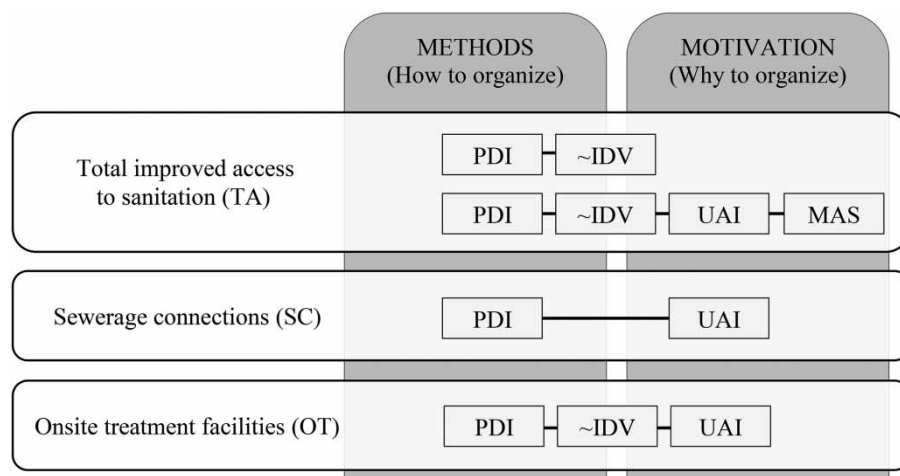 METHODS
(How to organize)
MOTIVATION
(Why to organize)
Total improved access
to sanitation (TA)
PDI
~IDV
PDI
~IDV
UAI
MAS
Sewerage connections (SC)
PDI
UAI
Onsite treatment facilities (OT)
PDI
~IDV
UAI